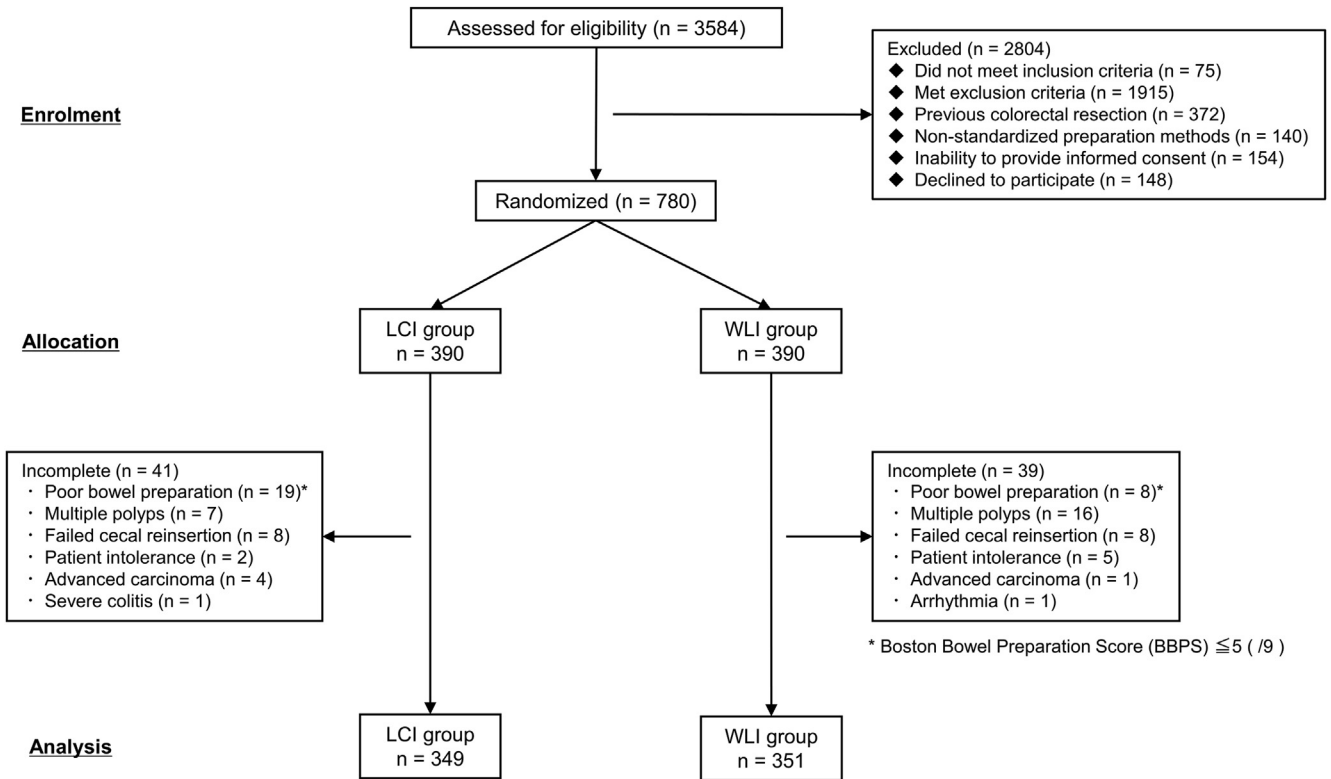 Assessed for eligibility (n = 3584)
Excluded (n = 2804)
◆ Did not meet inclusion criteria (n = 75)
◆ Met exclusion criteria (n = 1915)
◆ Previous colorectal resection (n = 372)
◆ Non-standardized preparation methods (n = 140)
◆ Inability to provide informed consent (n = 154)
◆ Declined to participate (n = 148)
Enrolment
Randomized (n = 780)
Allocation
LCI group
n = 390
WLI group
n = 390
Incomplete (n = 41)
・ Poor bowel preparation (n = 19)*
・ Multiple polyps (n = 7)
・ Failed cecal reinsertion (n = 8)
・ Patient intolerance (n = 2)
・ Advanced carcinoma (n = 4)
・ Severe colitis (n = 1)
Incomplete (n = 39)
・ Poor bowel preparation (n = 8)*
・ Multiple polyps (n = 16)
・ Failed cecal reinsertion (n = 8)
・ Patient intolerance (n = 5)
・ Advanced carcinoma (n = 1)
・ Arrhythmia (n = 1)
* Boston Bowel Preparation Score (BBPS) ≦5 ( /9 )
Analysis
LCI group
n = 349
WLI group
n = 351